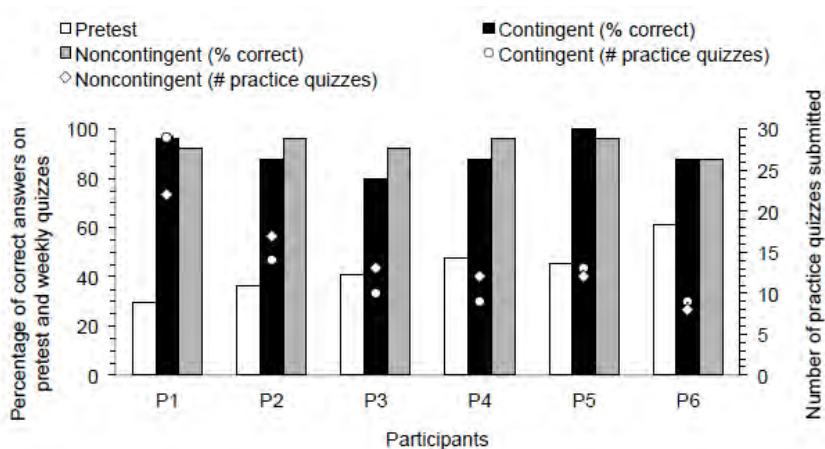 Pretest
Contingent (% correct)
Noncontingent (% correct)
Contingent (# practice quizzes)
Noncontingent (# practice quizzes)
Percentage of correct answers on
pretest and weekly quizzes
100
80
60
40
20
0
30
25
20
15
10
5
0
Number of practice quizzes submitted
P1 P2 P3 P4 P5 P6
Participants